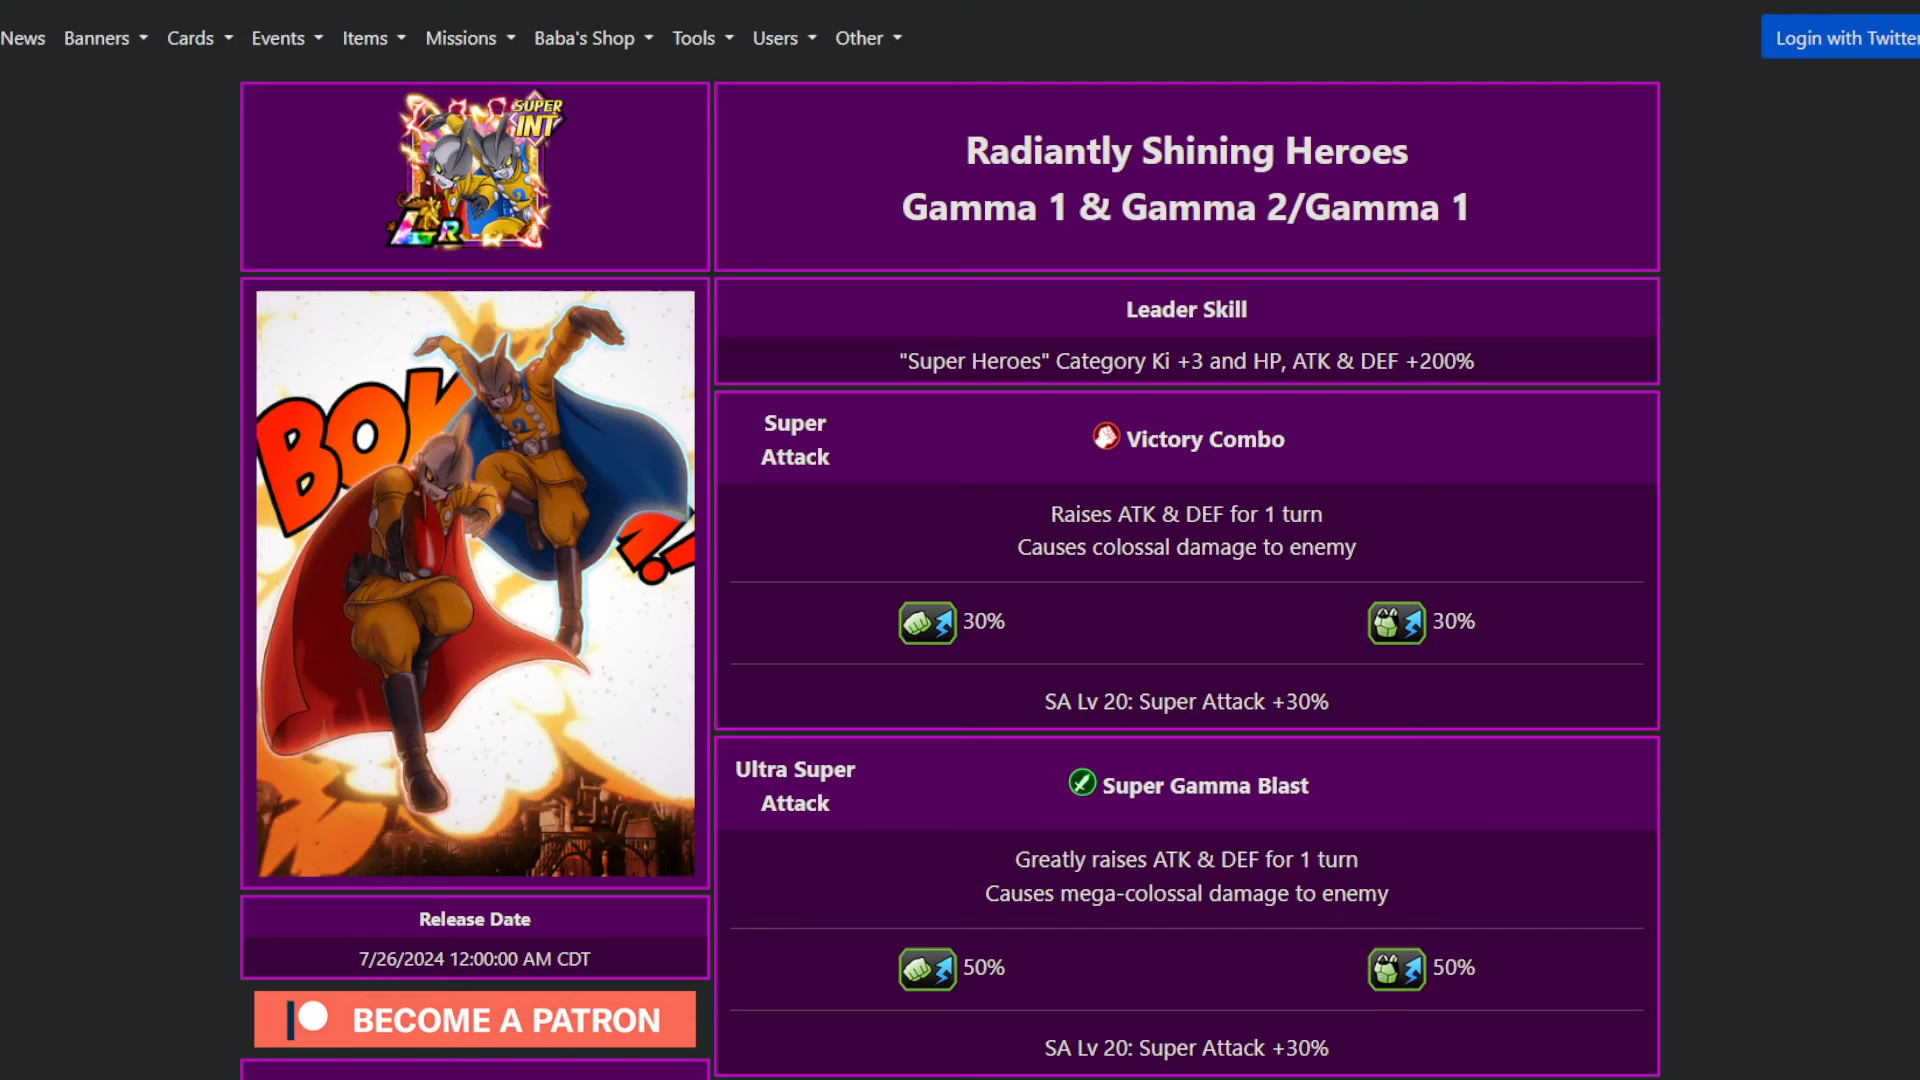 News Banners Cards Events Items Missions Baba's Shop Tools Users Other Login with Twitter
SUPER
INT
LR
Radiantly Shining Heroes
Gamma 1 & Gamma 2/Gamma 1
Leader Skill
"Super Heroes" Category Ki +3 and HP, ATK & DEF +200%
Super
Attack
Victory Combo
Raises ATK & DEF for 1 turn
Causes colossal damage to enemy
30% 30%
SA Lv 20: Super Attack +30%
Ultra Super
Attack
Super Gamma Blast
Greatly raises ATK & DEF for 1 turn
Causes mega-colossal damage to enemy
50% 50%
SA Lv 20: Super Attack +30%
2
Release Date
7/26/2024 12:00:00 AM CDT
BECOME A PATRON